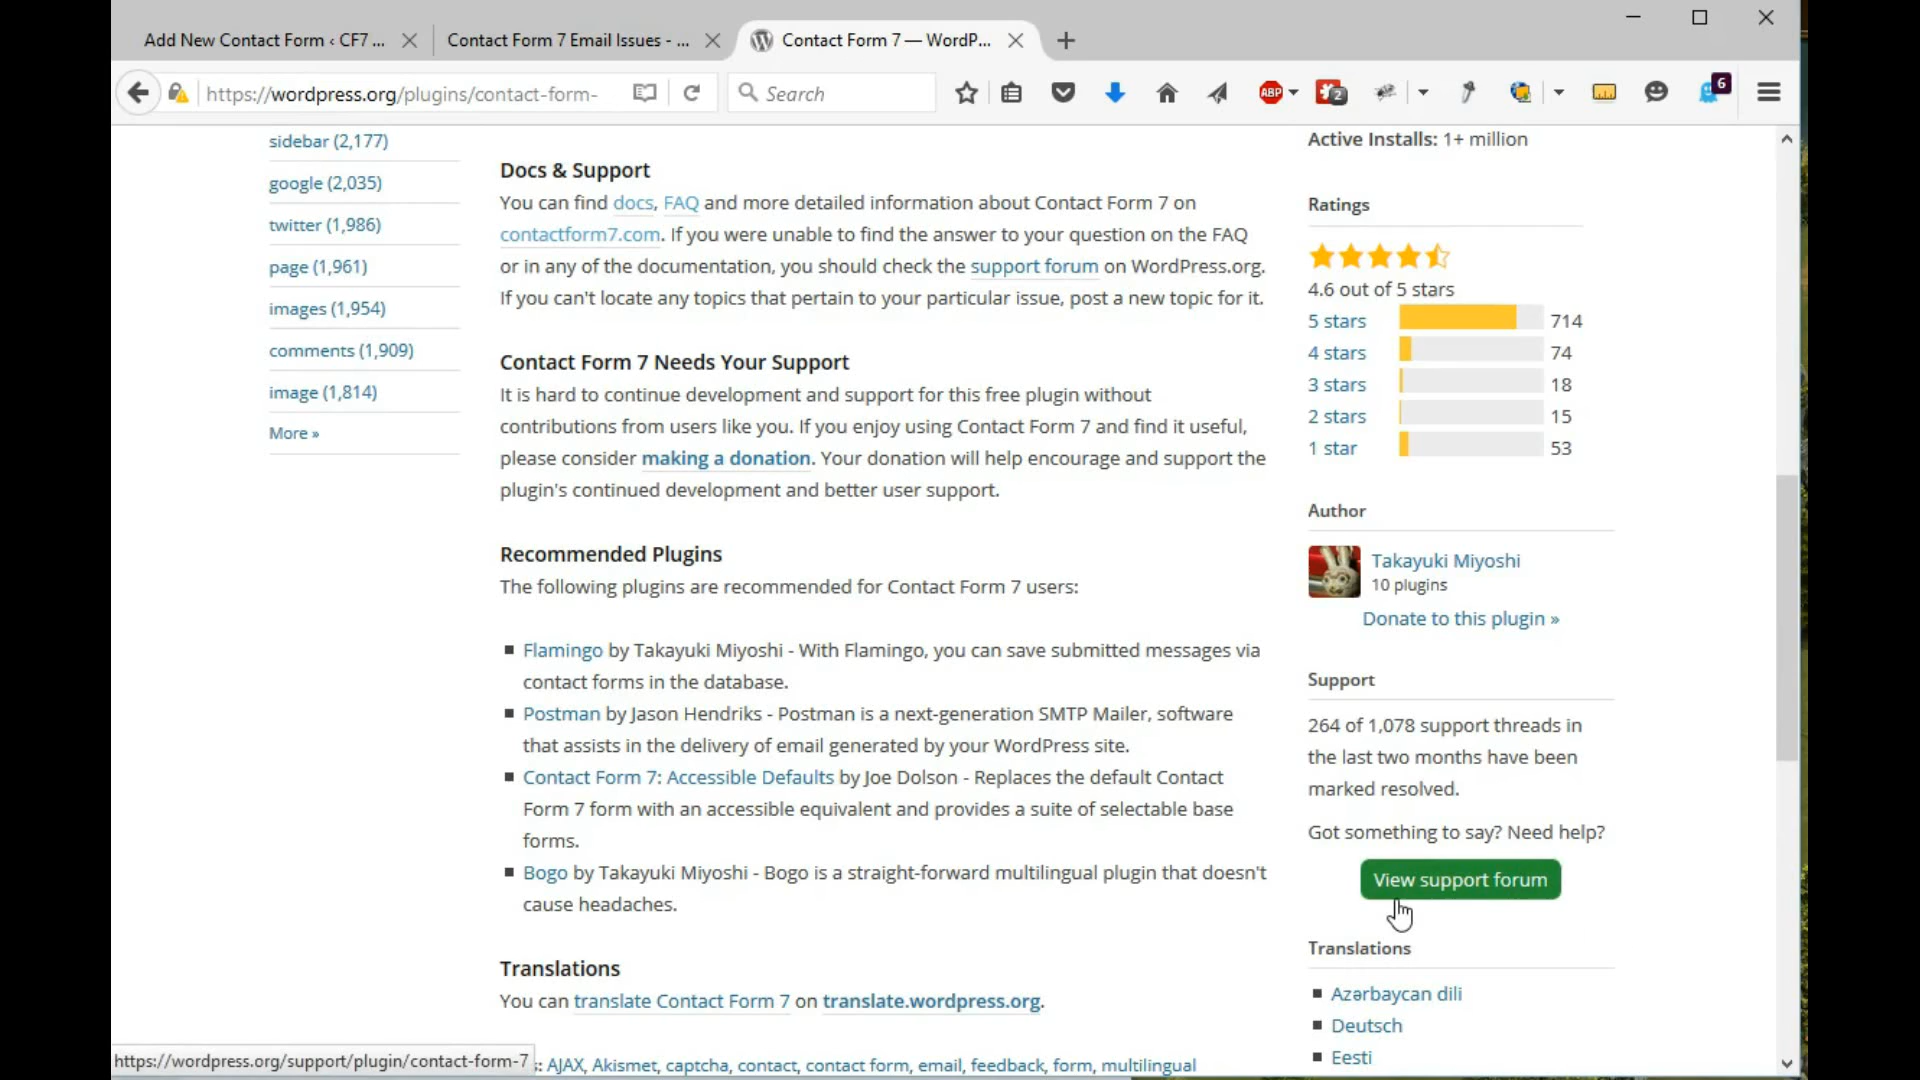 Add New Contact Form ‹ CF7 ...
Contact Form 7 Email Issues - ...
Contact Form 7 — WordP...
https://wordpress.org/plugins/contact-form-
Search
ABP
2
6
sidebar (2,177)
google (2,035)
twitter (1,986)
page (1,961)
images (1,954)
comments (1,909)
image (1,814)
More »
Docs & Support
You can find docs, FAQ and more detailed information about Contact Form 7 on
contactform7.com. If you were unable to find the answer to your question on the FAQ
or in any of the documentation, you should check the support forum on WordPress.org.
If you can't locate any topics that pertain to your particular issue, post a new topic for it.
Contact Form 7 Needs Your Support
It is hard to continue development and support for this free plugin without
contributions from users like you. If you enjoy using Contact Form 7 and find it useful,
please consider making a donation. Your donation will help encourage and support the
plugin's continued development and better user support.
Recommended Plugins
The following plugins are recommended for Contact Form 7 users:
Flamingo by Takayuki Miyoshi - With Flamingo, you can save submitted messages via
contact forms in the database.
Postman by Jason Hendriks - Postman is a next-generation SMTP Mailer, software
that assists in the delivery of email generated by your WordPress site.
Contact Form 7: Accessible Defaults by Joe Dolson - Replaces the default Contact
Form 7 form with an accessible equivalent and provides a suite of selectable base
forms.
Bogo by Takayuki Miyoshi - Bogo is a straight-forward multilingual plugin that doesn't
cause headaches.
Translations
You can translate Contact Form 7 on translate.wordpress.org.
s: AJAX, Akismet, captcha, contact, contact form, email, feedback, form, multilingual
Active Installs: 1+ million
Ratings
4.6 out of 5 stars
5 stars 714
4 stars 74
3 stars 18
2 stars 15
1 star 53
Author
Takayuki Miyoshi
10 plugins
Donate to this plugin »
Support
264 of 1,078 support threads in
the last two months have been
marked resolved.
Got something to say? Need help?
View support forum
Translations
Azərbaycan dili
Deutsch
Eesti
https://wordpress.org/support/plugin/contact-form-7